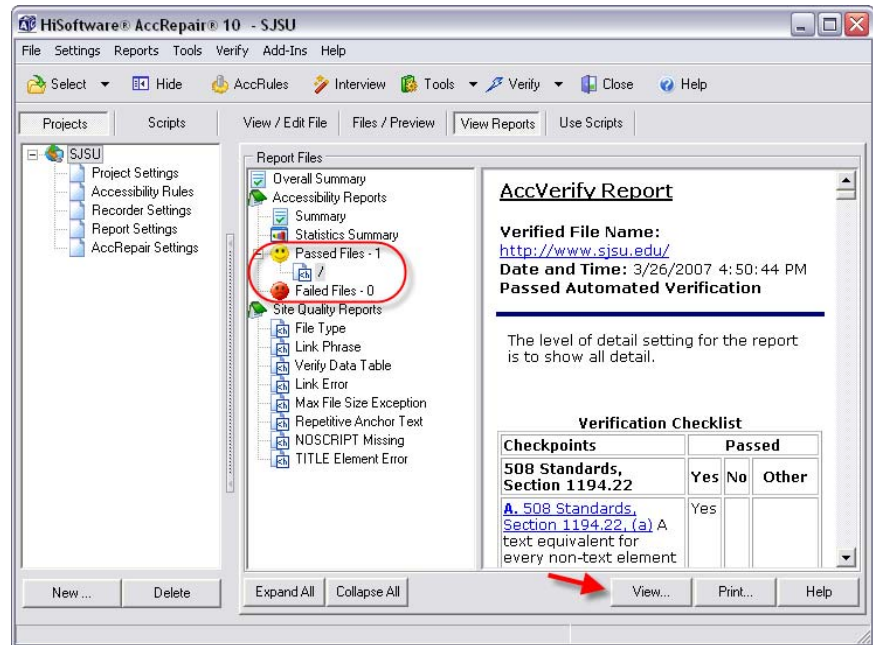 HiSoftware® AccRepair® 10 - SJSU
File Settings Reports Tools Verify Add-Ins Help
Select Hide AccRules Interview Tools Verify Close Help
Projects Scripts View / Edit File Files / Preview View Reports Use Scripts
SJSU
Project Settings
Accessibility Rules
Recorder Settings
Report Settings
AccRepair Settings
New ... Delete
Report Files
Overall Summary
Accessibility Reports
Summary
Statistics Summary
Passed Files - 1
/
Failed Files - 0
Site Quality Reports
File Type
Link Phrase
Verify Data Table
Link Error
Max File Size Exception
Repetitive Anchor Text
NOSCRIPT Missing
TITLE Element Error
AccVerify Report
Verified File Name:
http://www.sjsu.edu/
Date and Time: 3/26/2007 4:50:44 PM
Passed Automated Verification
The level of detail setting for the report
is to show all detail.
Verification Checklist
Checkpoints Passed
508 Standards,
Section 1194.22 Yes No Other
A. 508 Standards, Yes
Section 1194.22, (a) A
text equivalent for
every non-text element
Expand All Collapse All View... Print... Help